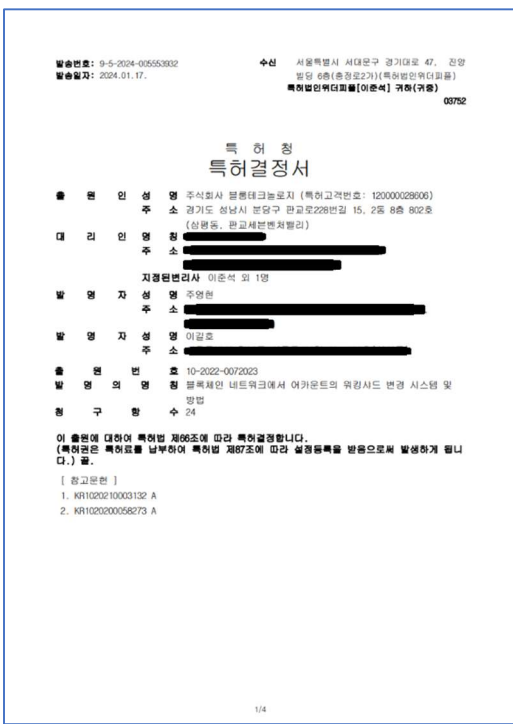 발송번호: 9-5-2024-005553932
발송일자: 2024.01.17.
수신 서울특별시 서대문구 경기대로 47, 진양
빌딩 6층(충정로2가)(특허법인위더피플)
특허법인위더피플[이준석] 귀하(귀중)
03752
특 허 청
특허결정서
출 원 인 성 명 주식회사 블룸테크놀로지 (특허고객번호: 120000028606)
주 소 경기도 성남시 분당구 판교로228번길 15, 2동 8층 802호
(삼평동, 판교세븐벤처밸리)
대 리 인 명 칭
주 소
지정된변리사 이준석 외 1명
발 명 자 성 명 주영현
주 소
발 명 자 성 명 이길호
주 소
출 원 번 호 10-2022-0072023
발 명 의 명 칭 블록체인 네트워크에서 어카운트의 워킹샤드 변경 시스템 및
방법
청 구 항 수 24
이 출원에 대하여 특허법 제66조에 따라 특허결정합니다.
(특허권은 특허료를 납부하여 특허법 제87조에 따라 설정등록을 받음으로써 발생하게 됩니
다.) 끝.
[ 참고문헌 ]
1. KR1020210003132 A
2. KR1020200058273 A
1/4